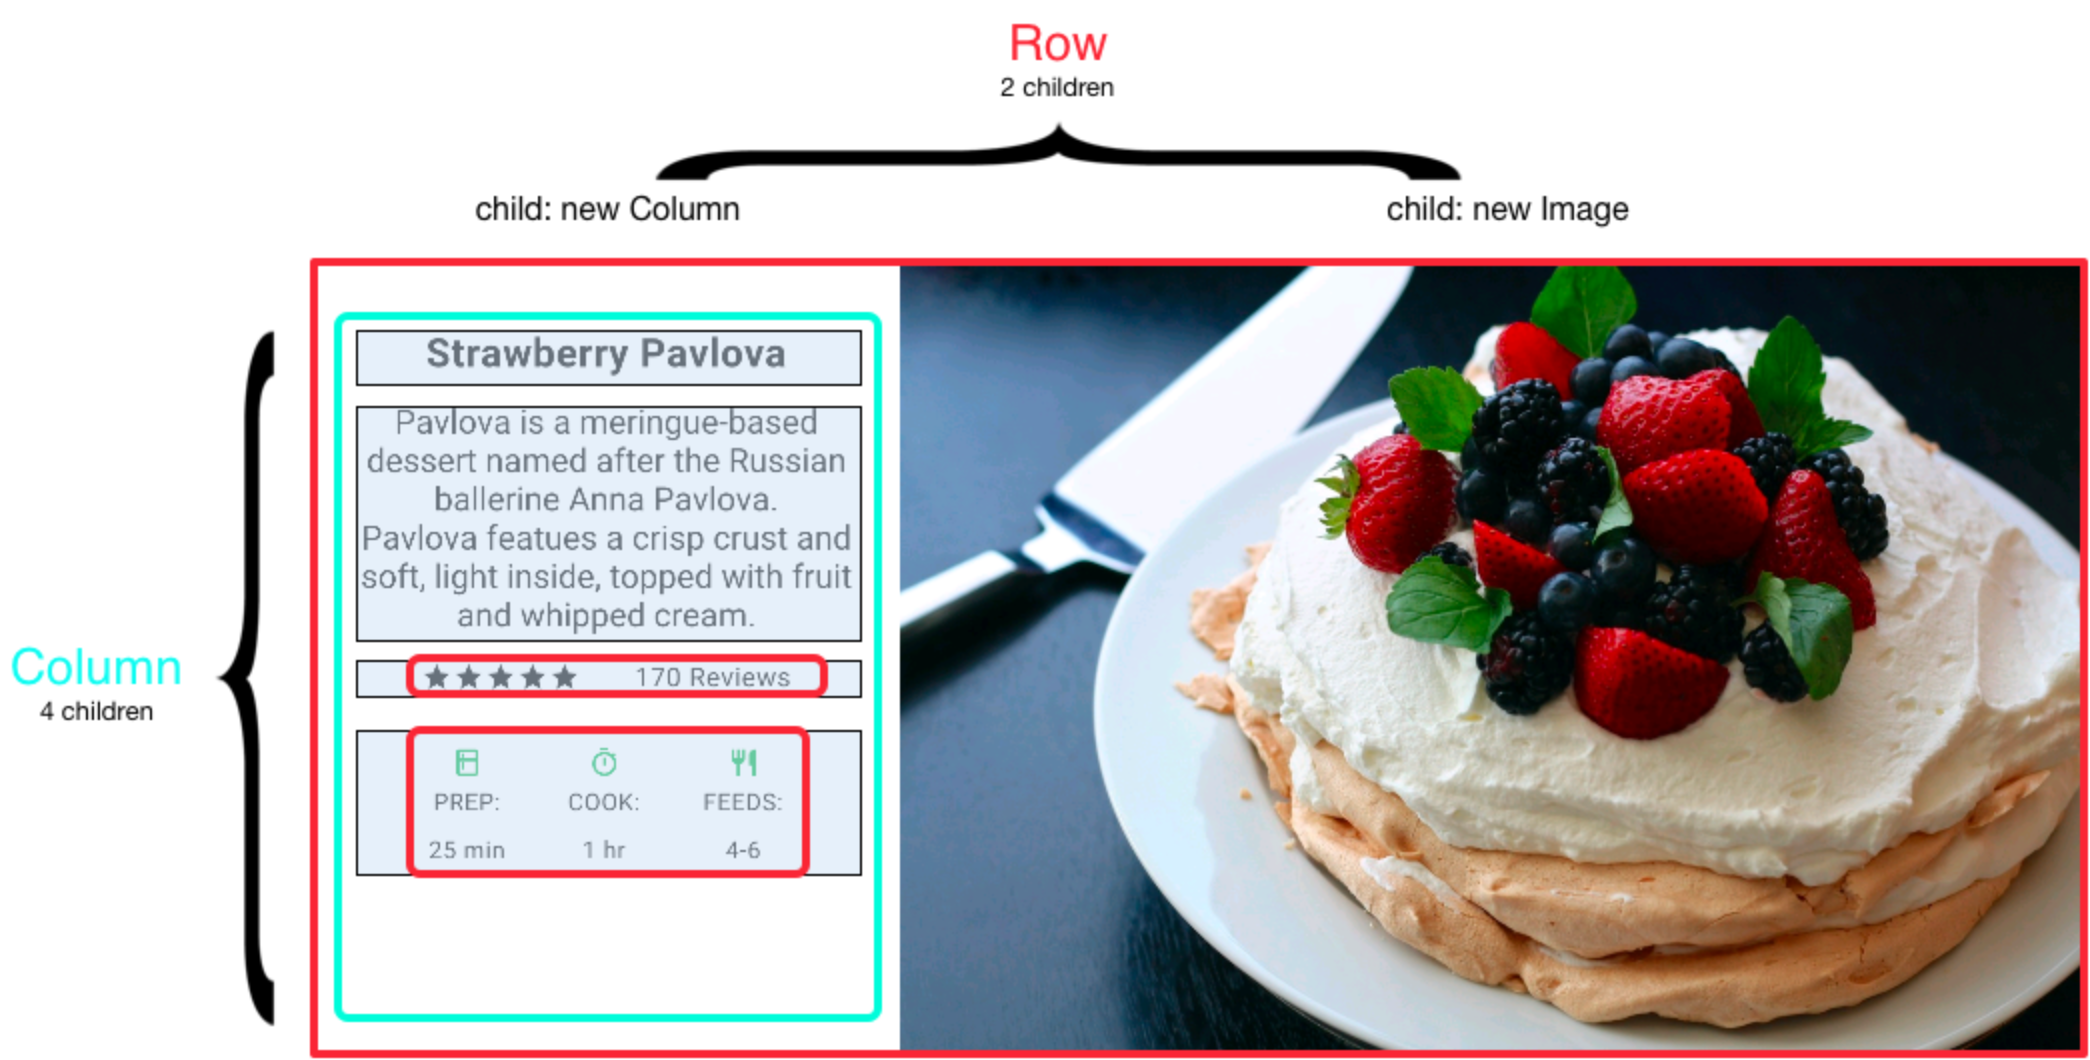 Row
2 children
child: new Column
child: new Image
Column
4 children
Strawberry Pavlova
Pavlova is a meringue-based
dessert named after the Russian
ballerine Anna Pavlova.
Pavlova featues a crisp crust and
soft, light inside, topped with fruit
and whipped cream.
170 Reviews
PREP: COOK: FEEDS:
25 min 1 hr 4-6